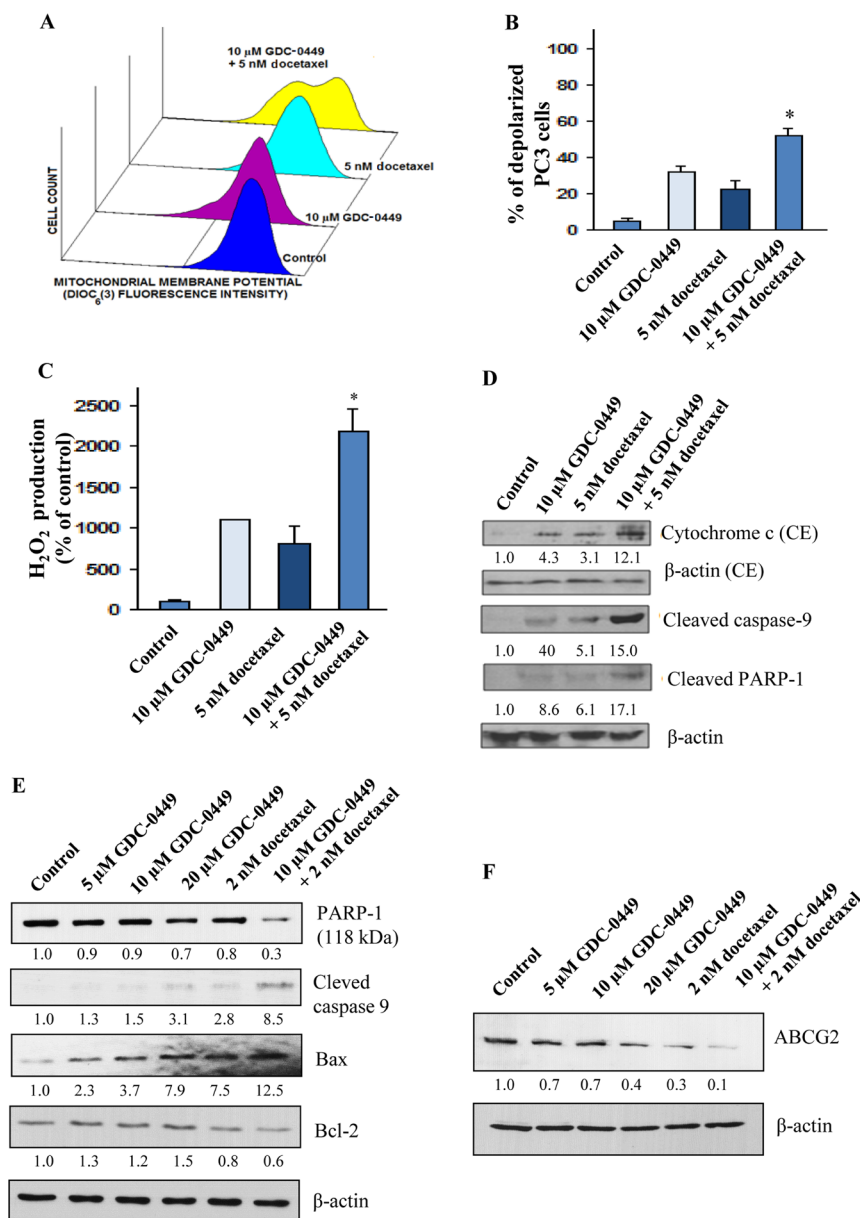 A
10 µM GDC-0449
+ 5 nM docetaxel
5 nM docetaxel
10 µM GDC-0449
Control
CELL COUNT
MITOCHONDRIAL MEMBRANE POTENTIAL
(DIOC6(3) FLUORESCENCE INTENSITY)
B
% of depolarized
PC3 cells
100
80
60
40
20
0
*
Control
10 µM GDC-0449
5 nM docetaxel
10 µM GDC-0449
+ 5 nM docetaxel
C
H2O2 production
(% of control)
2500
2000
1500
1000
500
0
*
Control
10 µM GDC-0449
5 nM docetaxel
10 µM GDC-0449
+ 5 nM docetaxel
D
Control
10 µM GDC-0449
5 nM docetaxel
10 µM GDC-0449
+ 5 nM docetaxel
Cytochrome c (CE)
1.0 4.3 3.1 12.1
β-actin (CE)
Cleaved caspase-9
1.0 40 5.1 15.0
Cleaved PARP-1
1.0 8.6 6.1 17.1
β-actin
E
Control
5 µM GDC-0449
10 µM GDC-0449
20 µM GDC-0449
2 nM docetaxel
10 µM GDC-0449
+ 2 nM docetaxel
PARP-1
(118 kDa)
1.0 0.9 0.9 0.7 0.8 0.3
Cleved
caspase 9
1.0 1.3 1.5 3.1 2.8 8.5
Bax
1.0 2.3 3.7 7.9 7.5 12.5
Bcl-2
1.0 1.3 1.2 1.5 0.8 0.6
β-actin
F
Control
5 µM GDC-0449
10 µM GDC-0449
20 µM GDC-0449
2 nM docetaxel
10 µM GDC-0449
+ 2 nM docetaxel
ABCG2
1.0 0.7 0.7 0.4 0.3 0.1
β-actin